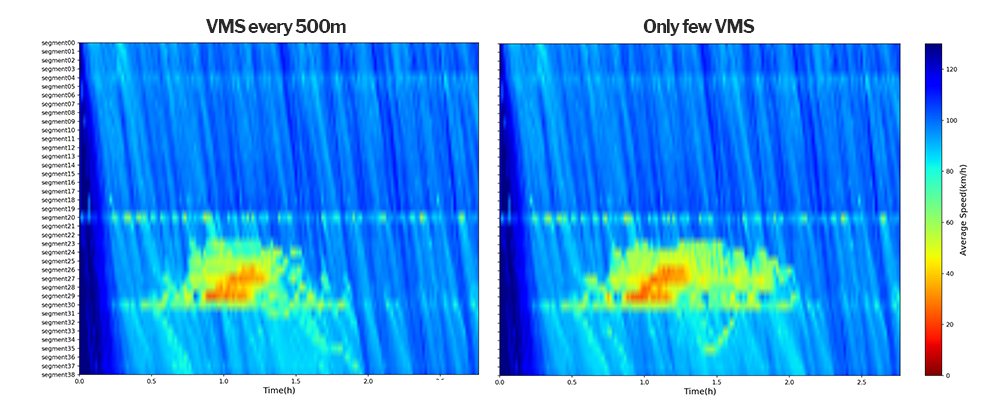 VMS every 500m
Only few VMS
segment00
segment01
segment02
segment03
segment04
segment05
segment06
segment07
segment08
segment09
segment10
segment11
segment12
segment13
segment14
segment15
segment16
segment17
segment18
segment19
segment20
segment21
segment22
segment23
segment24
segment25
segment26
segment27
segment28
segment29
segment30
segment31
segment32
segment33
segment34
segment35
segment36
segment37
segment38
0.0 0.5 1.0 1.5 2.0
Time(h)
0.0 0.5 1.0 1.5 2.0 2.5
Time(h)
120
100
80
60
40
20
0
Average Speed(km/h)